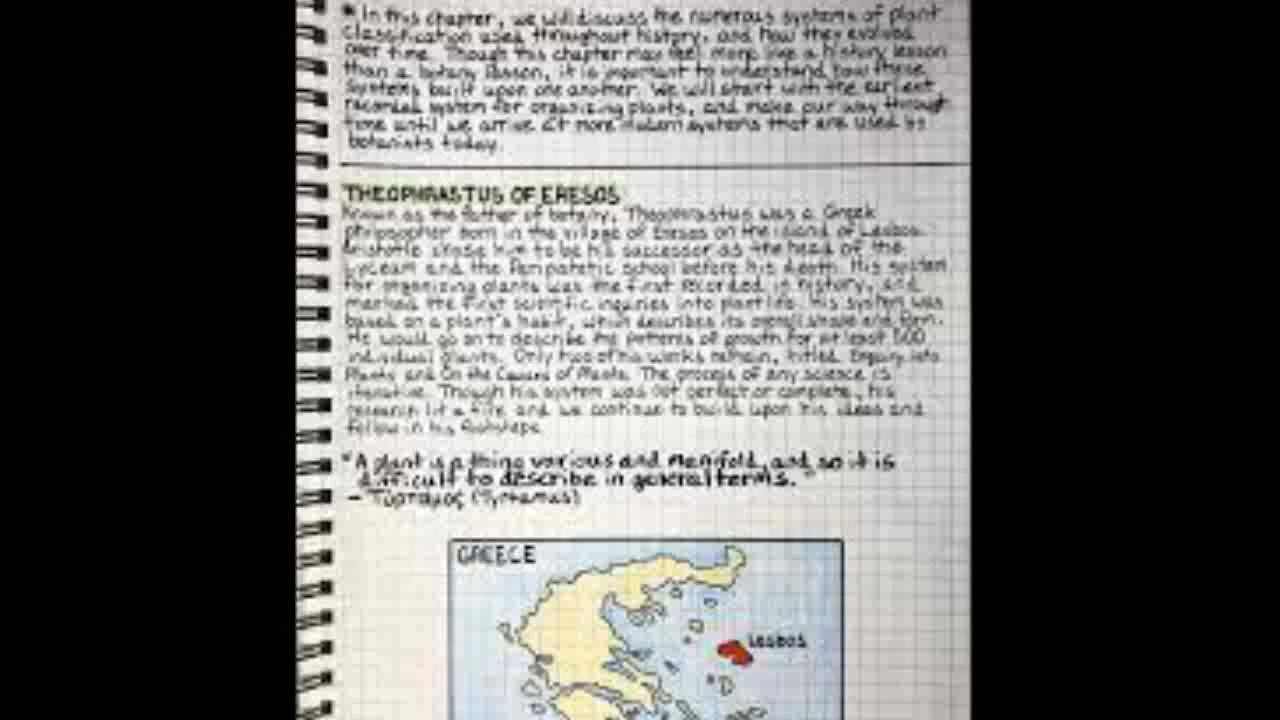 * In this chapter, we will discuss the numerous systems of plant
classification used throughout history, and how they evolved
over time. Though this chapter may feel more like a history lesson
than a botany lesson, it is important to understand how these
systems built upon one another. We will start with the earliest
recorded system for organizing plants, and make our way through
time until we arrive at more modern systems that are used by
botanists today.
THEOPHRASTUS OF ERESOS
Known as the father of botany, Theophrastus was a Greek
philosopher born in the village of Eresos on the island of Lesbos.
Aristotle chose him to be his successor as the head of the
Lyceum and the Peripatetic school before his death. His system
for organizing plants was the first recorded in history, and
marked the first scientific inquiries into plant life. His system was
based on a plant's habit, which describes its overall shape and form.
He would go on to describe the patterns of growth for at least 500
individual plants. Only two of his works remain, titled Enquiry into
Plants and On the Causes of Plants. The process of any science is
iterative. Though his system was not perfect or complete, his
research lit a fire and we continue to build upon his ideas and
follow in his footsteps.
"A plant is a thing various and manifold, and so it is
difficult to describe in general terms."
- Τύρταμος (Tyrtamus)
GREECE
LESBOS